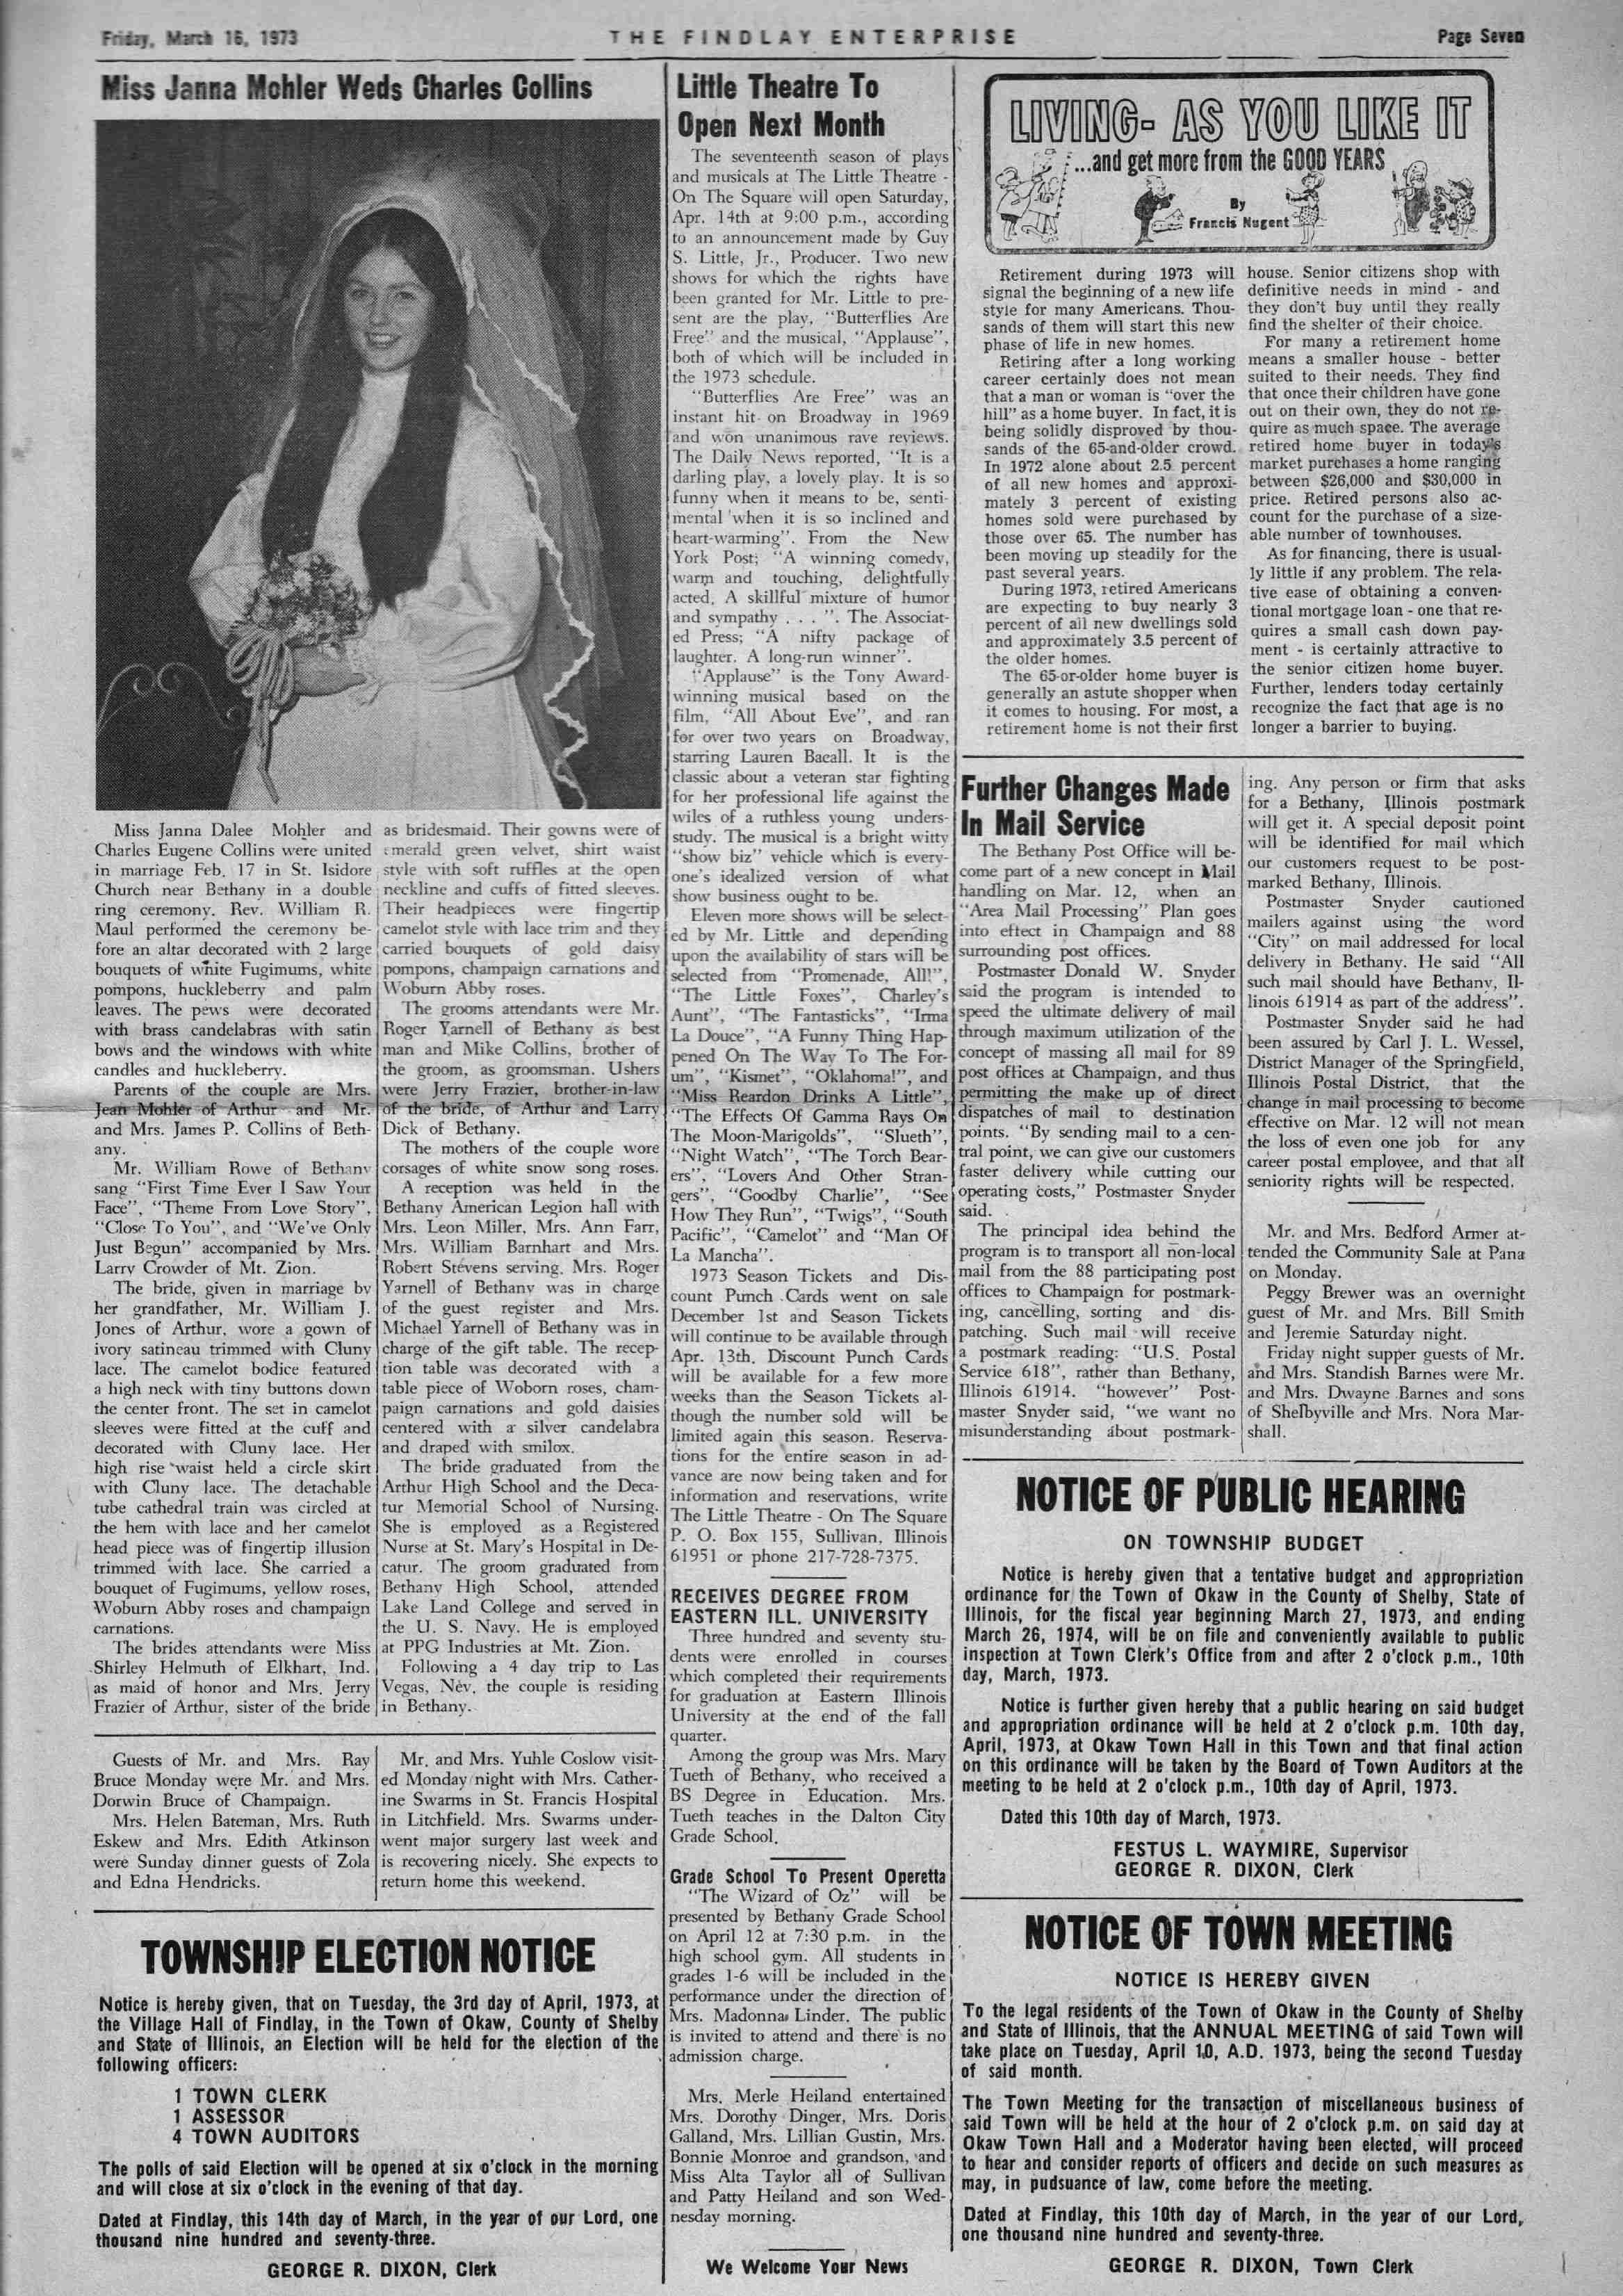 Friday, March 16, 1973
THE FINDLAY ENTERPRISE
Page Seven
Miss Janna Mohler Weds Charles Collins
Miss Janna Dalee Mohler and
Charles Eugene Collins were united
in marriage Feb. 17 in St. Isidore
Church near Bethany in a double
ring ceremony. Rev. William R.
Maul performed the ceremony be-
fore an altar decorated with 2 large
bouquets of white Fugimums, white
pompons, huckleberry and palm
leaves. The pews were decorated
with brass candelabras with satin
bows and the windows with white
candles and huckleberry.
Parents of the couple are Mrs.
Jean Mohler of Arthur and Mr.
and Mrs. James P. Collins of Beth-
any.
Mr. William Rowe of Bethany
sang "First Time Ever I Saw Your
Face", "Theme From Love Story",
"Close To You", and "We've Only
Just Begun" accompanied by Mrs.
Larry Crowder of Mt. Zion.
The bride, given in marriage by
her grandfather, Mr. William J.
Jones of Arthur, wore a gown of
ivory satineau trimmed with Cluny
lace. The camelot bodice featured
a high neck with tiny buttons down
the center front. The set in camelot
sleeves were fitted at the cuff and
decorated with Cluny lace. Her
high rise waist held a circle skirt
with Cluny lace. The detachable
tube cathedral train was circled at
the hem with lace and her camelot
head piece was of fingertip illusion
trimmed with lace. She carried a
bouquet of Fugimums, yellow roses,
Woburn Abby roses and champaign
carnations.
The brides attendants were Miss
Shirley Helmuth of Elkhart, Ind.
as maid of honor and Mrs. Jerry
Frazier of Arthur, sister of the bride
as bridesmaid. Their gowns were of
emerald green velvet, shirt waist
style with soft ruffles at the open
neckline and cuffs of fitted sleeves.
Their headpieces were fingertip
camelot style with lace trim and they
carried bouquets of gold daisy
pompons, champaign carnations and
Woburn Abby roses.
The grooms attendants were Mr.
Roger Yarnell of Bethany as best
man and Mike Collins, brother of
the groom, as groomsman. Ushers
were Jerry Frazier, brother-in-law
of the bride, of Arthur and Larry
Dick of Bethany.
The mothers of the couple wore
corsages of white snow song roses.
A reception was held in the
Bethany American Legion hall with
Mrs. Leon Miller, Mrs. Ann Farr,
Mrs. William Barnhart and Mrs.
Robert Stevens serving. Mrs. Roger
Yarnell of Bethany was in charge
of the guest register and Mrs.
Michael Yarnell of Bethany was in
charge of the gift table. The recep-
tion table was decorated with a
table piece of Woborn roses, cham-
paign carnations and gold daisies
centered with a silver candelabra
and draped with smilox.
The bride graduated from the
Arthur High School and the Deca-
tur Memorial School of Nursing.
She is employed as a Registered
Nurse at St. Mary's Hospital in De-
catur. The groom graduated from
Bethany High School, attended
Lake Land College and served in
the U. S. Navy. He is employed
at PPG Industries at Mt. Zion.
Following a 4 day trip to Las
Vegas, Nev. the couple is residing
in Bethany.
Guests of Mr. and Mrs. Ray
Bruce Monday were Mr. and Mrs.
Dorwin Bruce of Champaign.
Mrs. Helen Bateman, Mrs. Ruth
Eskew and Mrs. Edith Atkinson
were Sunday dinner guests of Zola
and Edna Hendricks.
Mr. and Mrs. Yuhle Coslow visit-
ed Monday night with Mrs. Cather-
ine Swarms in St. Francis Hospital
in Litchfield. Mrs. Swarms under-
went major surgery last week and
is recovering nicely. She expects to
return home this weekend.
TOWNSHIP ELECTION NOTICE
Notice is hereby given, that on Tuesday, the 3rd day of April, 1973, at
the Village Hall of Findlay, in the Town of Okaw, County of Shelby
and State of Illinois, an Election will be held for the election of the
following officers:
1 TOWN CLERK
1 ASSESSOR
4 TOWN AUDITORS
The polls of said Election will be opened at six o'clock in the morning
and will close at six o'clock in the evening of that day.
Dated at Findlay, this 14th day of March, in the year of our Lord, one
thousand nine hundred and seventy-three.
GEORGE R. DIXON, Clerk
Little Theatre To
Open Next Month
The seventeenth season of plays
and musicals at The Little Theatre -
On The Square will open Saturday,
Apr. 14th at 9:00 p.m., according
to an announcement made by Guy
S. Little, Jr., Producer. Two new
shows for which the rights have
been granted for Mr. Little to pre-
sent are the play, "Butterflies Are
Free" and the musical, "Applause",
both of which will be included in
the 1973 schedule.
"Butterflies Are Free" was an
instant hit on Broadway in 1969
and won unanimous rave reviews.
The Daily News reported, "It is a
darling play, a lovely play. It is so
funny when it means to be, senti-
mental when it is so inclined and
heart-warming". From the New
York Post; "A winning comedy,
warm and touching, delightfully
acted. A skillful mixture of humor
and sympathy . . . ". The Associat-
ed Press; "A nifty package of
laughter. A long-run winner".
"Applause" is the Tony Award-
winning musical based on the
film, "All About Eve", and ran
for over two years on Broadway,
starring Lauren Bacall. It is the
classic about a veteran star fighting
for her professional life against the
wiles of a ruthless young unders-
study. The musical is a bright witty
"show biz" vehicle which is every-
one's idealized version of what
show business ought to be.
Eleven more shows will be select-
ed by Mr. Little and depending
upon the availability of stars will be
selected from "Promenade, All!",
"The Little Foxes", Charley's
Aunt", "The Fantasticks", "Irma
La Douce", "A Funny Thing Hap-
pened On The Way To The For-
um", "Kismet", "Oklahoma!", and
"Miss Reardon Drinks A Little",
"The Effects Of Gamma Rays On
The Moon-Marigolds", "Slueth",
"Night Watch", "The Torch Bear-
ers", "Lovers And Other Stran-
gers", "Goodby Charlie", "See
How They Run", "Twigs", "South
Pacific", "Camelot" and "Man Of
La Mancha".
1973 Season Tickets and Dis-
count Punch Cards went on sale
December 1st and Season Tickets
will continue to be available through
Apr. 13th. Discount Punch Cards
will be available for a few more
weeks than the Season Tickets al-
though the number sold will be
limited again this season. Reserva-
tions for the entire season in ad-
vance are now being taken and for
information and reservations, write
The Little Theatre - On The Square
P. O. Box 155, Sullivan, Illinois
61951 or phone 217-728-7375.
RECEIVES DEGREE FROM
EASTERN ILL. UNIVERSITY
Three hundred and seventy stu-
dents were enrolled in courses
which completed their requirements
for graduation at Eastern Illinois
University at the end of the fall
quarter.
Among the group was Mrs. Mary
Tueth of Bethany, who received a
BS Degree in Education. Mrs.
Tueth teaches in the Dalton City
Grade School.
Grade School To Present Operetta
"The Wizard of Oz" will be
presented by Bethany Grade School
on April 12 at 7:30 p.m. in the
high school gym. All students in
grades 1-6 will be included in the
performance under the direction of
Mrs. Madonna Linder. The public
is invited to attend and there is no
admission charge.
Mrs. Merle Heiland entertained
Mrs. Dorothy Dinger, Mrs. Doris
Galland, Mrs. Lillian Gustin, Mrs.
Bonnie Monroe and grandson, and
Miss Alta Taylor all of Sullivan
and Patty Heiland and son Wed-
nesday morning.
We Welcome Your News
LIVING- AS YOU LIKE IT
...and get more from the GOOD YEARS
By
Francis Nugent
Retirement during 1973 will
signal the beginning of a new life
style for many Americans. Thou-
sands of them will start this new
phase of life in new homes.
Retiring after a long working
career certainly does not mean
that a man or woman is "over the
hill" as a home buyer. In fact, it is
being solidly disproved by thou-
sands of the 65-and-older crowd.
In 1972 alone about 2.5 percent
of all new homes and approxi-
mately 3 percent of existing
homes sold were purchased by
those over 65. The number has
been moving up steadily for the
past several years.
During 1973, retired Americans
are expecting to buy nearly 3
percent of all new dwellings sold
and approximately 3.5 percent of
the older homes.
The 65-or-older home buyer is
generally an astute shopper when
it comes to housing. For most, a
retirement home is not their first
house. Senior citizens shop with
definitive needs in mind - and
they don't buy until they really
find the shelter of their choice.
For many a retirement home
means a smaller house - better
suited to their needs. They find
that once their children have gone
out on their own, they do not re-
quire as much space. The average
retired home buyer in today's
market purchases a home ranging
between $26,000 and $30,000 in
price. Retired persons also ac-
count for the purchase of a size-
able number of townhouses.
As for financing, there is usual-
ly little if any problem. The rela-
tive ease of obtaining a conven-
tional mortgage loan - one that re-
quires a small cash down pay-
ment - is certainly attractive to
the senior citizen home buyer.
Further, lenders today certainly
recognize the fact that age is no
longer a barrier to buying.
Further Changes Made
In Mail Service
The Bethany Post Office will be-
come part of a new concept in Mail
handling on Mar. 12, when an
"Area Mail Processing" Plan goes
into effect in Champaign and 88
surrounding post offices.
Postmaster Donald W. Snyder
said the program is intended to
speed the ultimate delivery of mail
through maximum utilization of the
concept of massing all mail for 89
post offices at Champaign, and thus
permitting the make up of direct
dispatches of mail to destination
points. "By sending mail to a cen-
tral point, we can give our customers
faster delivery while cutting our
operating costs," Postmaster Snyder
said.
The principal idea behind the
program is to transport all non-local
mail from the 88 participating post
offices to Champaign for postmark-
ing, cancelling, sorting and dis-
patching. Such mail will receive
a postmark reading: "U.S. Postal
Service 618", rather than Bethany,
Illinois 61914. "however" Post-
master Snyder said, "we want no
misunderstanding about postmark-
ing. Any person or firm that asks
for a Bethany, Illinois postmark
will get it. A special deposit point
will be identified for mail which
our customers request to be post-
marked Bethany, Illinois.
Postmaster Snyder cautioned
mailers against using the word
"City" on mail addressed for local
delivery in Bethany. He said "All
such mail should have Bethany, Il-
linois 61914 as part of the address".
Postmaster Snyder said he had
been assured by Carl J. L. Wessel,
District Manager of the Springfield,
Illinois Postal District, that the
change in mail processing to become
effective on Mar. 12 will not mean
the loss of even one job for any
career postal employee, and that all
seniority rights will be respected.
Mr. and Mrs. Bedford Armer at-
tended the Community Sale at Pana
on Monday.
Peggy Brewer was an overnight
guest of Mr. and Mrs. Bill Smith
and Jeremie Saturday night.
Friday night supper guests of Mr.
and Mrs. Standish Barnes were Mr.
and Mrs. Dwayne Barnes and sons
of Shelbyville and Mrs. Nora Mar-
shall.
NOTICE OF PUBLIC HEARING
ON TOWNSHIP BUDGET
Notice is hereby given that a tentative budget and appropriation
ordinance for the Town of Okaw in the County of Shelby, State of
Illinois, for the fiscal year beginning March 27, 1973, and ending
March 26, 1974, will be on file and conveniently available to public
inspection at Town Clerk's Office from and after 2 o'clock p.m., 10th
day, March, 1973.
Notice is further given hereby that a public hearing on said budget
and appropriation ordinance will be held at 2 o'clock p.m. 10th day,
April, 1973, at Okaw Town Hall in this Town and that final action
on this ordinance will be taken by the Board of Town Auditors at the
meeting to be held at 2 o'clock p.m., 10th day of April, 1973.
Dated this 10th day of March, 1973.
FESTUS L. WAYMIRE, Supervisor
GEORGE R. DIXON, Clerk
NOTICE OF TOWN MEETING
NOTICE IS HEREBY GIVEN
To the legal residents of the Town of Okaw in the County of Shelby
and State of Illinois, that the ANNUAL MEETING of said Town will
take place on Tuesday, April 10, A.D. 1973, being the second Tuesday
of said month.
The Town Meeting for the transaction of miscellaneous business of
said Town will be held at the hour of 2 o'clock p.m. on said day at
Okaw Town Hall and a Moderator having been elected, will proceed
to hear and consider reports of officers and decide on such measures as
may, in pudsuance of law, come before the meeting.
Dated at Findlay, this 10th day of March, in the year of our Lord,
one thousand nine hundred and seventy-three.
GEORGE R. DIXON, Town Clerk